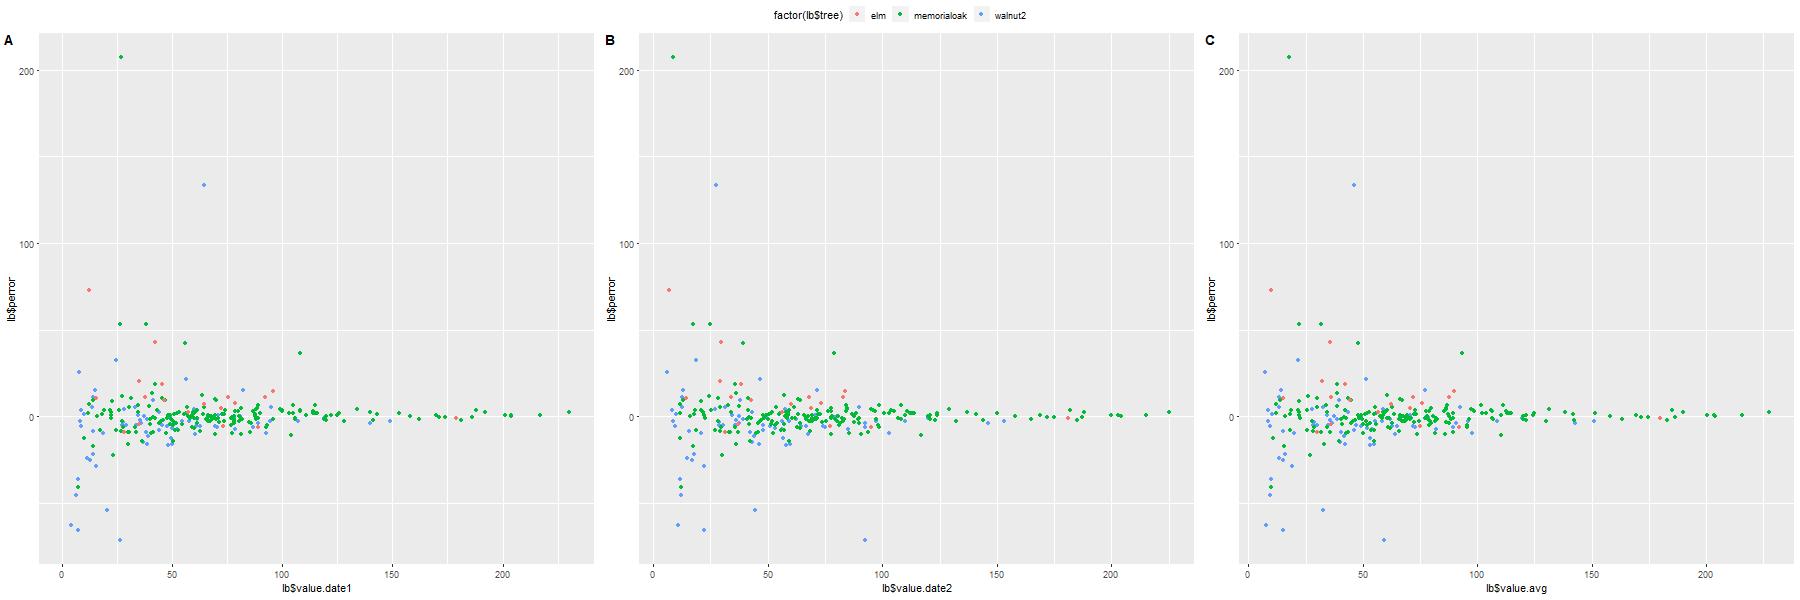 factor(lb$tree) elm memorialoak walnut2
A
B
C
200
100
0
lb$perror
0 50 100 150 200
lb$value.date1
200
100
0
lb$perror
0 50 100 150 200
lb$value.date2
200
100
0
lb$perror
0 50 100 150 200
lb$value.avg